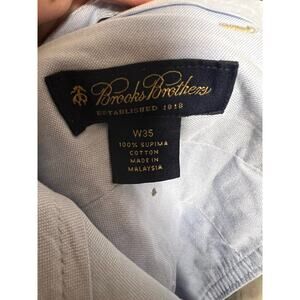 Brooks Brothers
ESTABLISHED 1818
W35
100% SUPIMA
COTTON
MADE IN
MALAYSIA